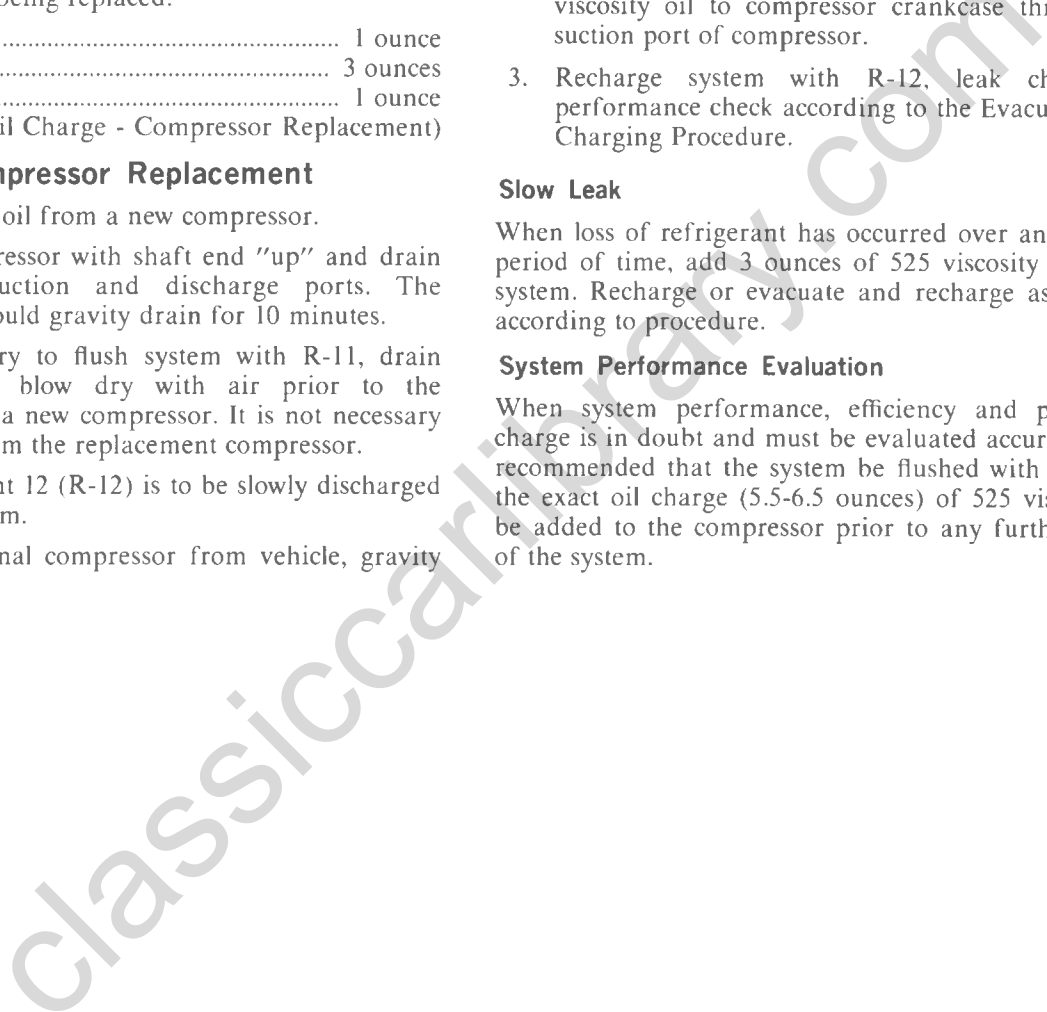 being replaced.
1 ounce
3 ounces
1 ounce
il Charge - Compressor Replacement)
mpressor Replacement
oil from a new compressor.
ressor with shaft end "up" and drain
uction and discharge ports. The
ould gravity drain for 10 minutes.
ry to flush system with R-11, drain
blow dry with air prior to the
a new compressor. It is not necessary
m the replacement compressor.
nt 12 (R-12) is to be slowly discharged
m.
nal compressor from vehicle, gravity
viscosity oil to compressor crankcase thr
suction port of compressor.
3. Recharge system with R-12, leak ch
performance check according to the Evacu
Charging Procedure.
Slow Leak
When loss of refrigerant has occurred over an
period of time, add 3 ounces of 525 viscosity
system. Recharge or evacuate and recharge as
according to procedure.
System Performance Evaluation
When system performance, efficiency and p
charge is in doubt and must be evaluated accur
recommended that the system be flushed with
the exact oil charge (5.5-6.5 ounces) of 525 vis
be added to the compressor prior to any furth
of the system.
classiccarlibrary.com